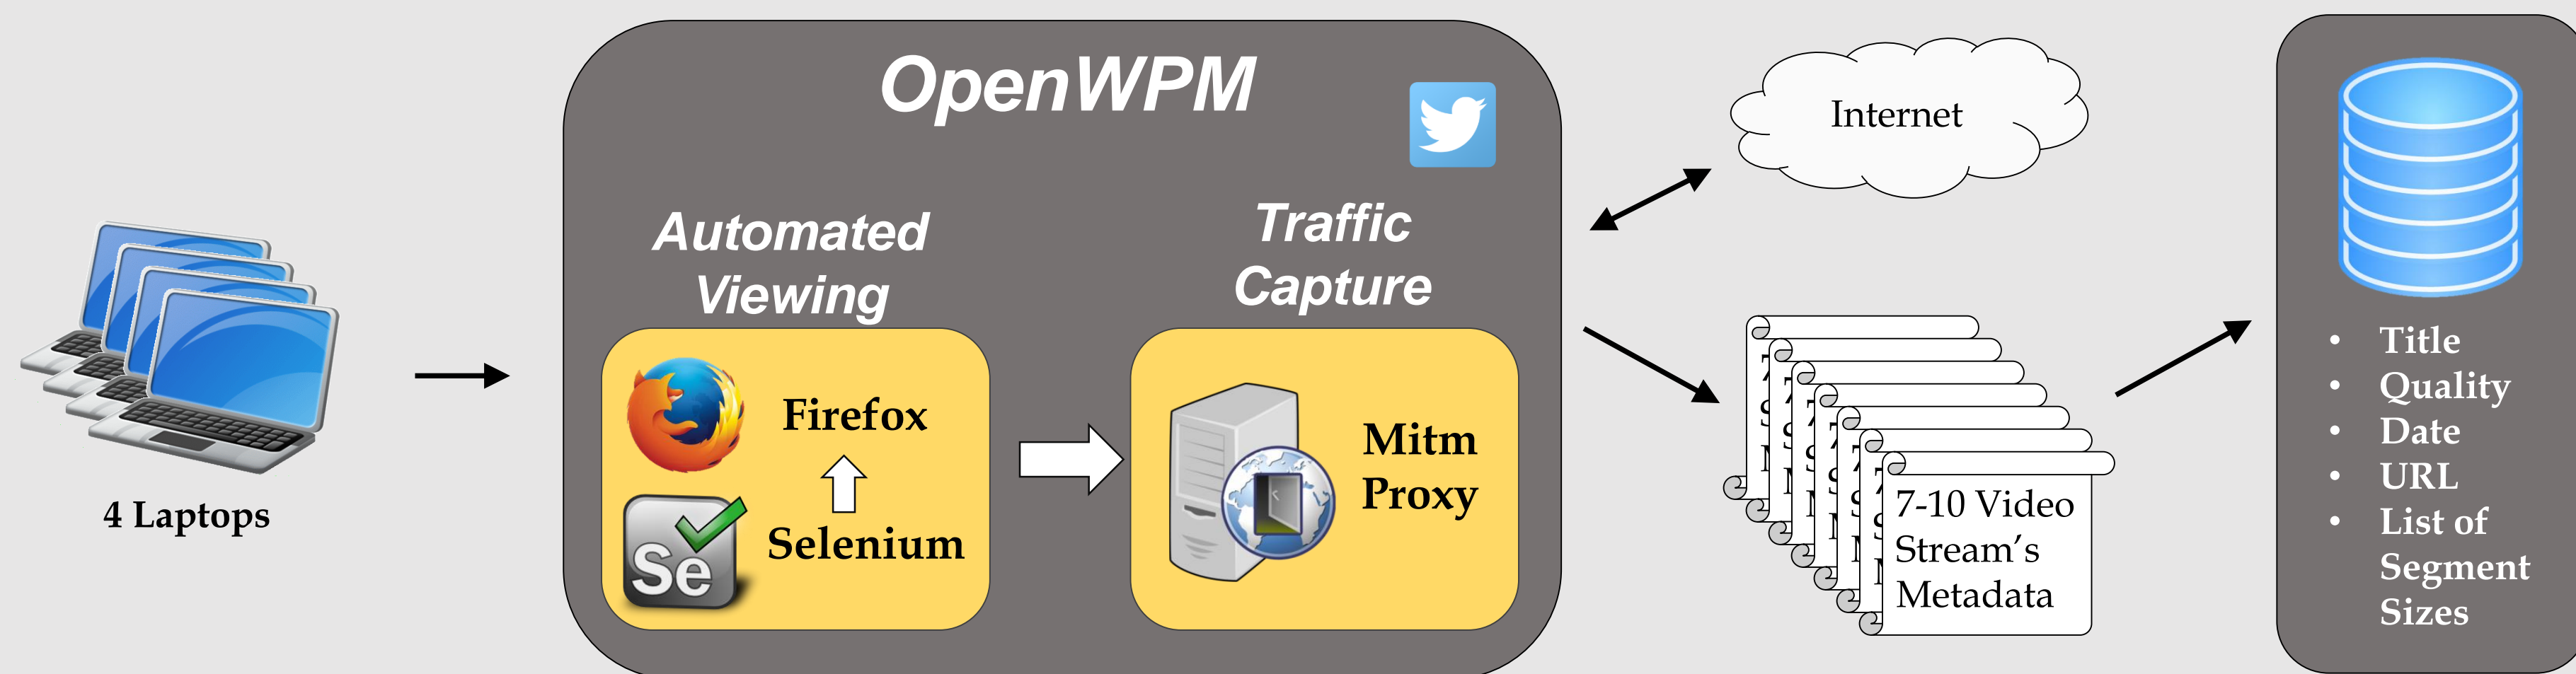 OpenWPM
Internet
Automated
Viewing
Traffic
Capture
Firefox
Selenium
Se
Mitm
Proxy
4 Laptops
7-10 Video
Stream's
Metadata
• Title
• Quality
• Date
• URL
• List of
Segment
Sizes